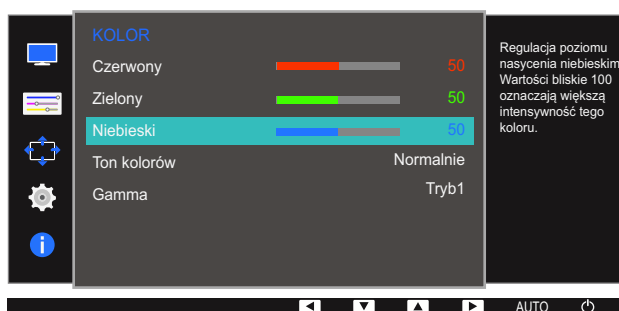 KOLOR
Czerwony 50
Zielony 50
Niebieski 50
Ton kolorów Normalnie
Gamma Tryb1
Regulacja poziomu
nasycenia niebieskim
Wartości bliskie 100
oznaczają większą
intensywność tego
koloru.
AUTO